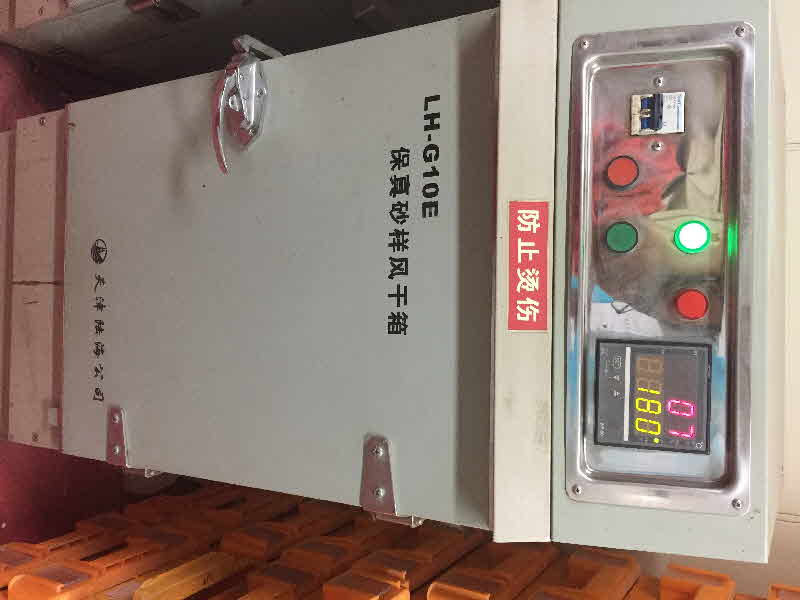 防止烫伤
180.
LH-G10E
保真砂样风干箱
天津陆海公司